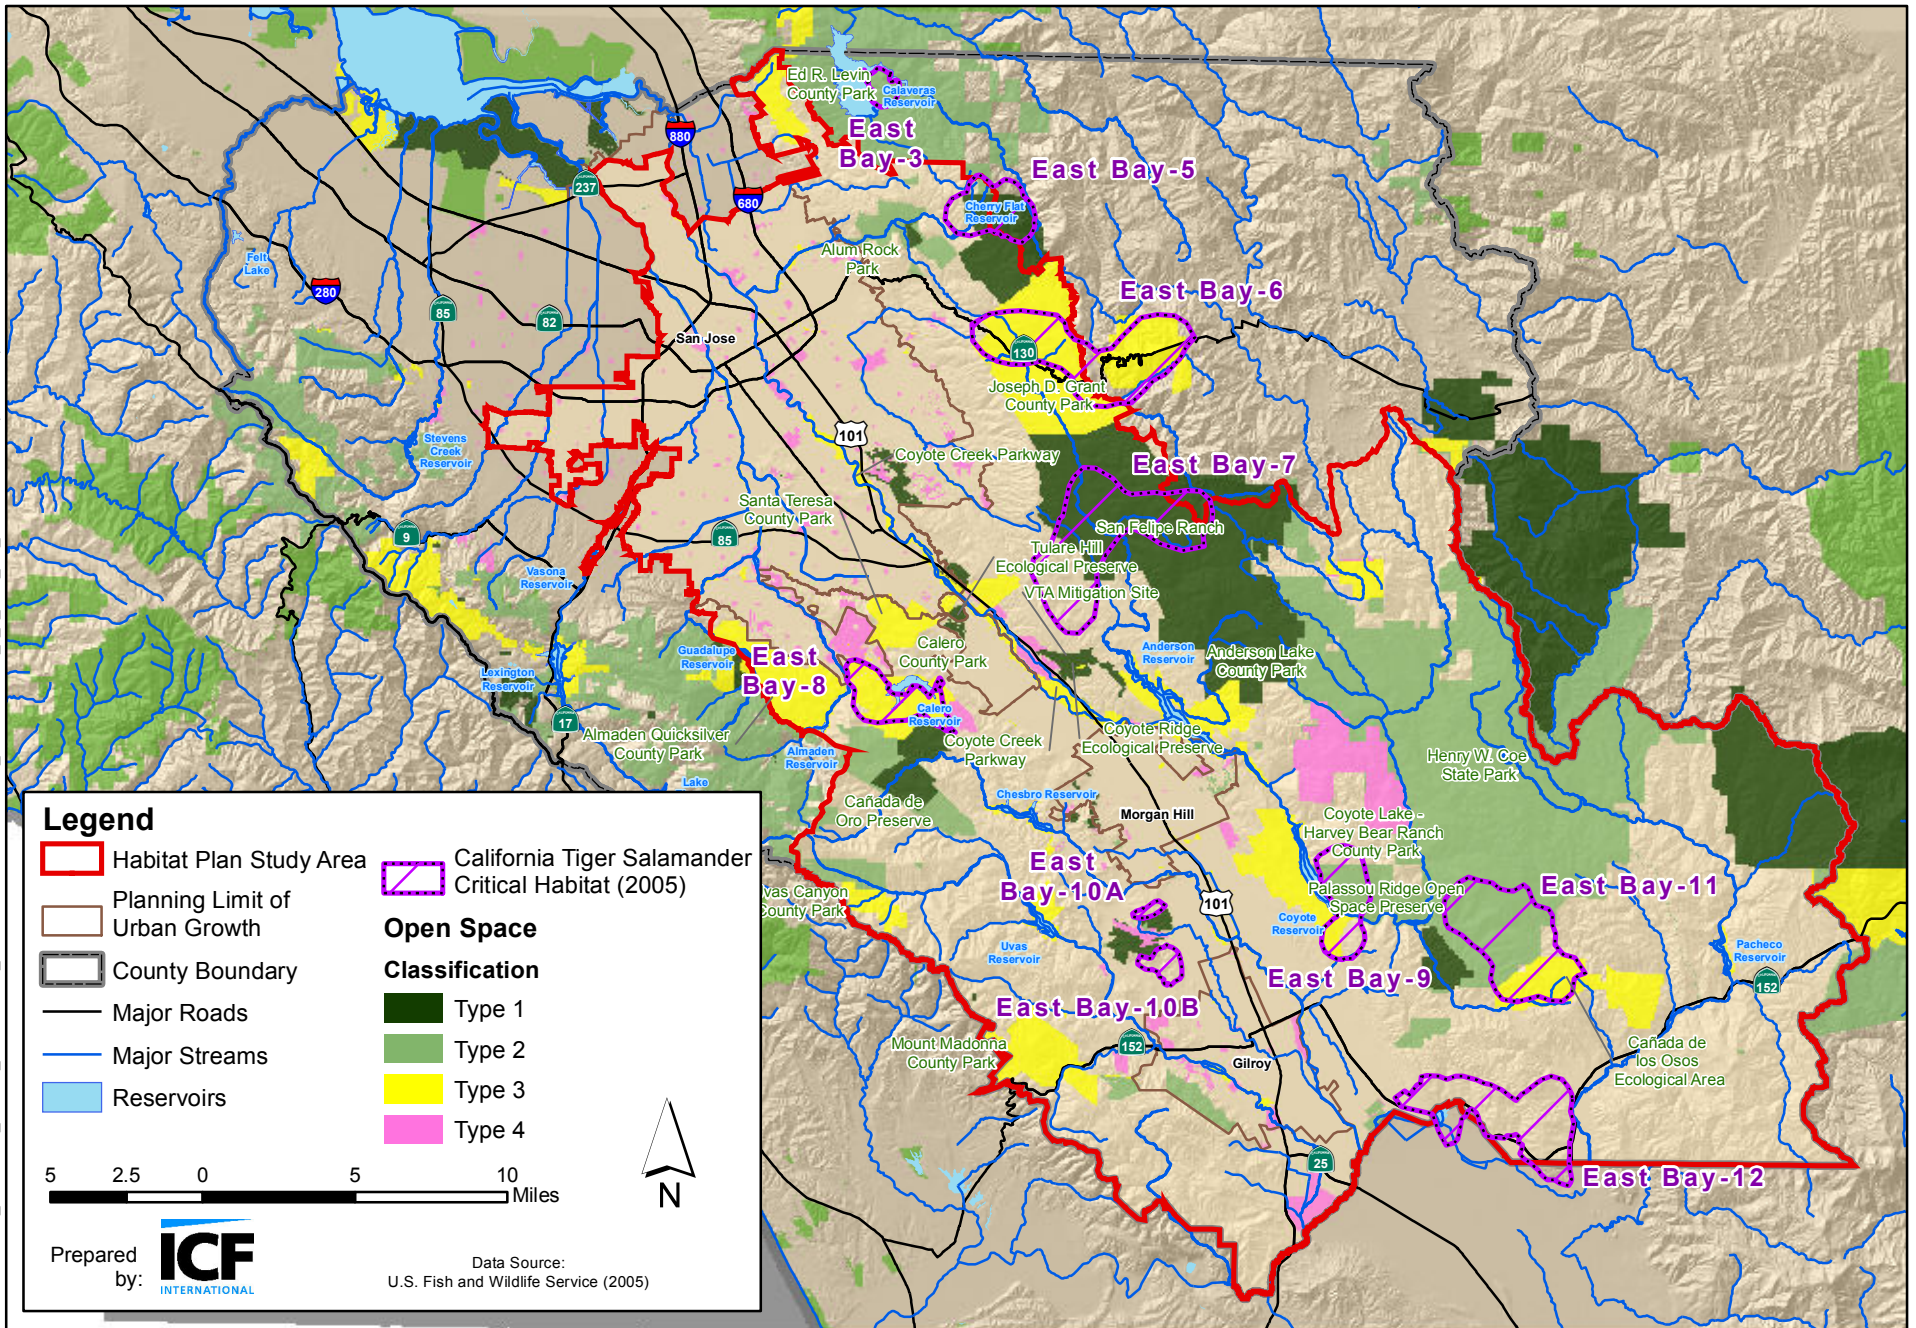 Ed R. Levin
County Park
Calaveras
Reservoir
East
Bay-3
880
237
680
East Bay-5
Cherry Flat
Reservoir
Alum Rock
Park
Felt
Lake
280
85
82
East Bay-6
San Jose
130
Joseph D. Grant
County Park
101
Stevens
Creek
Reservoir
Coyote Creek Parkway
East Bay-7
Santa Teresa
County Park
San Felipe Ranch
9
85
Tulare Hill
Ecological Preserve
Vasona
Reservoir
VTA Mitigation Site
Guadalupe
Reservoir
East
Bay-8
Calero
County Park
Anderson
Reservoir
Anderson Lake
County Park
Lexington
Reservoir
17
Calero
Reservoir
Almaden Quicksilver
County Park
Almaden
Reservoir
Coyote Creek
Parkway
Coyote Ridge
Ecological Preserve
Henry W. Coe
State Park
Lake
Chesbro Reservoir
Cañada de
Oro Preserve
Morgan Hill
Coyote Lake -
Harvey Bear Ranch
County Park
East
Bay-10A
vas Canyon
County Park
101
Palassou Ridge Open
Space Preserve
East Bay-11
Coyote
Reservoir
Uvas
Reservoir
Pacheco
Reservoir
East Bay-9
152
East Bay-10B
Mount Madonna
County Park
152
Gilroy
Cañada de
los Osos
Ecological Area
25
East Bay-12
Legend
Habitat Plan Study Area
Planning Limit of
Urban Growth
County Boundary
Major Roads
Major Streams
Reservoirs
California Tiger Salamander
Critical Habitat (2005)
Open Space
Classification
Type 1
Type 2
Type 3
Type 4
5 2.5 0 5 10
Miles
N
Prepared
by:
ICF
INTERNATIONAL
Data Source:
U.S. Fish and Wildlife Service (2005)